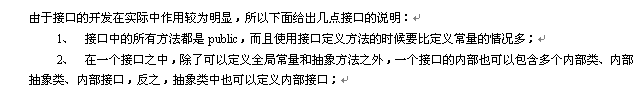 由于接口的开发在实际中作用较为明显，所以下面给出几点接口的说明：
1、 接口中的所有方法都是 public，而且使用接口定义方法的时候要比定义常量的情况多；
2、 在一个接口之中，除了可以定义全局常量和抽象方法之外，一个接口的内部也可以包含多个内部类、内部
抽象类、内部接口，反之，抽象类中也可以定义内部接口；